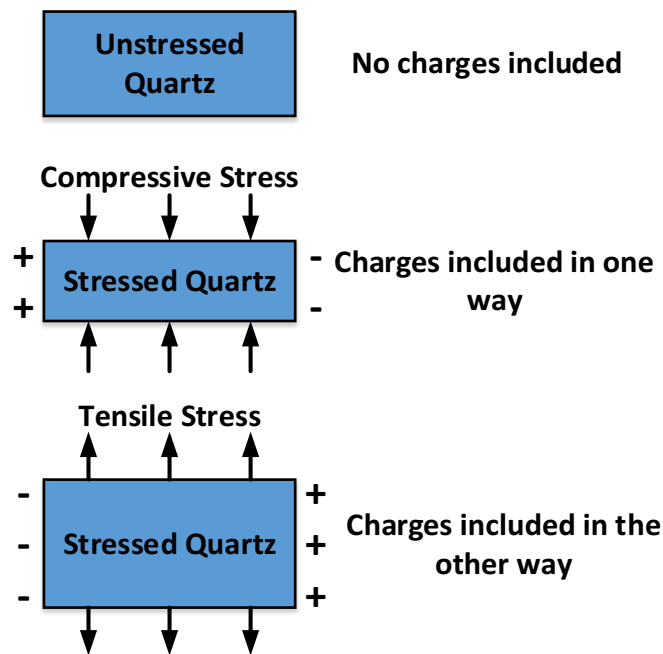 Unstressed
Quartz
No charges included
Compressive Stress
+ -
Stressed Quartz
Charges included in one
way
+ -
Tensile Stress
- +
- Stressed Quartz +
Charges included in the
other way
- +